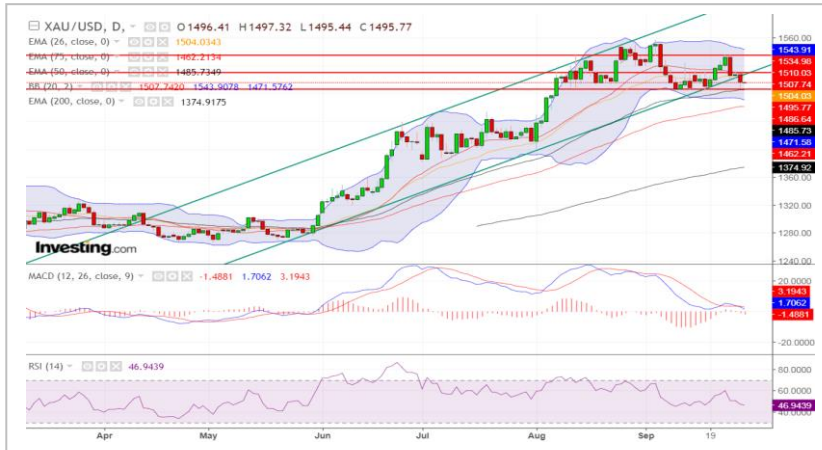 XAU/USD, D, O1496.41 H1497.32 L1495.44 C1495.77
EMA (26, close, 0) 1504.0343
EMA (75, close, 0) 1462.2134
EMA (50, close, 0) 1485.7349
BB (20, 2) 1507.7420 1543.9078 1471.5762
EMA (200, close, 0) 1374.9175
1560.00
1543.91
1534.98
1510.03
1507.74
1504.03
1495.77
1486.64
1485.73
1471.58
1462.21
1374.92
1360.00
1320.00
1280.00
1240.00
Investing.com
MACD (12, 26, close, 9) -1.4881 1.7062 3.1943
20.0000
3.1943
1.7062
-1.4881
-20.0000
RSI (14) 46.9439
80.0000
60.0000
46.9439
40.0000
Apr May Jun Jul Aug Sep 19